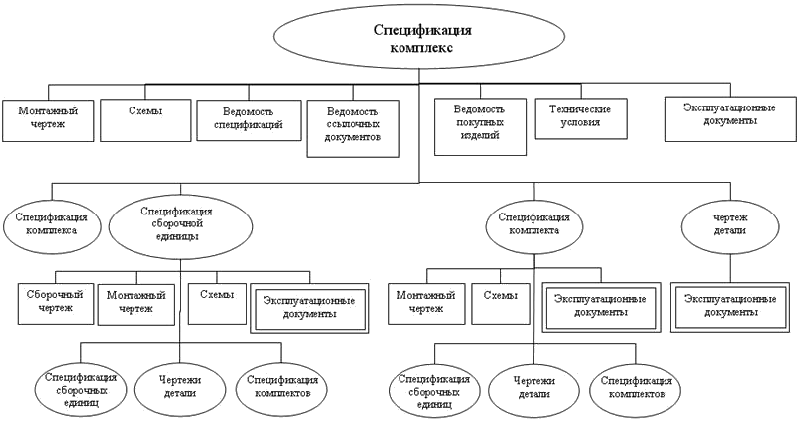 Спецификация
комплекс
Монтажный
чертеж
Схемы
Ведомость
спецификаций
Ведомость
ссылочных
документов
Ведомость
покупных
изделий
Технические
условия
Эксплуатационные
документы
Спецификация
комплекса
Спецификация
сборочной
единицы
Спецификация
комплекта
чертеж
детали
Сборочный
чертеж
Монтажный
чертеж
Схемы
Эксплуатационные
документы
Монтажный
чертеж
Схемы
Эксплуатационные
документы
Эксплуатационные
документы
Спецификация
сборочных
единиц
Чертежи
детали
Спецификация
комплектов
Спецификация
сборочных
единиц
Чертежи
детали
Спецификация
комплектов